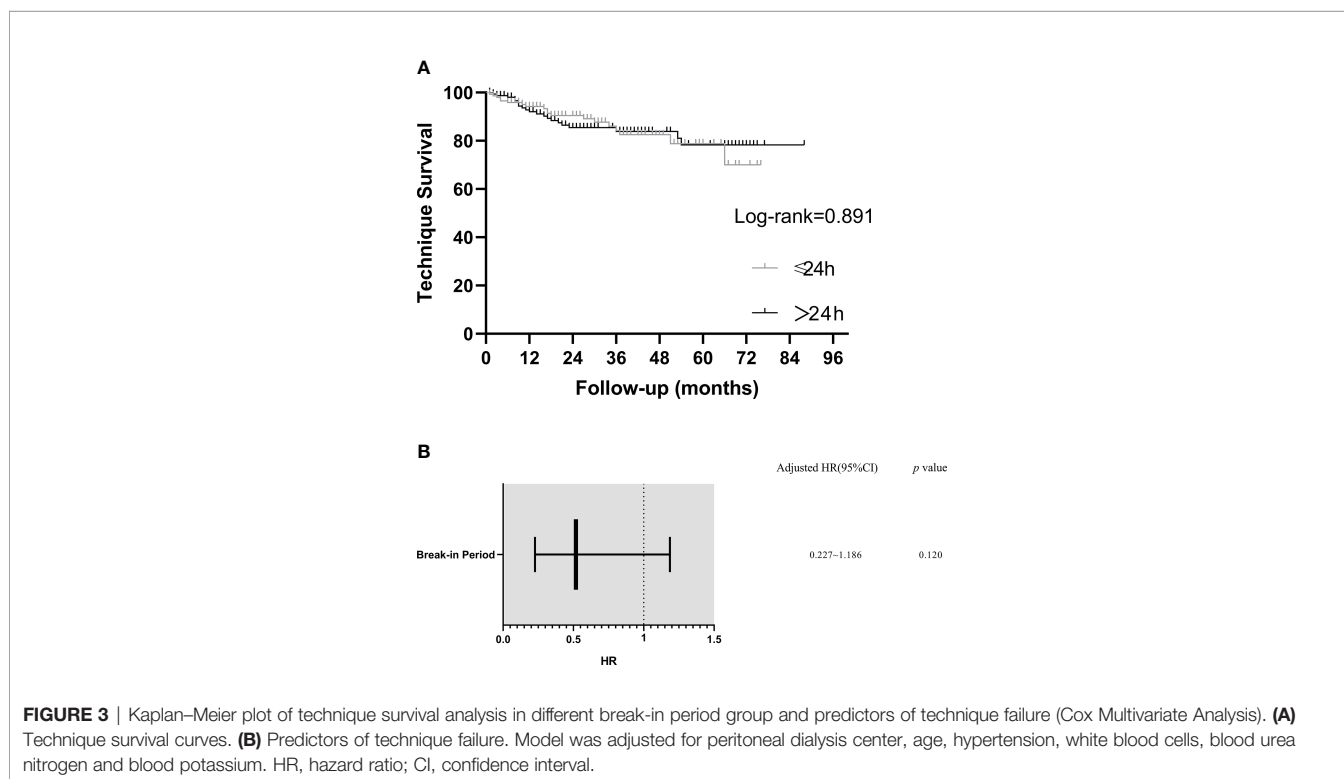 A
100
80
60
40
20
0
Technique Survival
Log-rank=0.891
≤24h
>24h
0 12 24 36 48 60 72 84 96
Follow-up (months)
B
Adjusted HR(95%CI) p value
Break-in Period 0.227~1.186 0.120
0.0 0.5 1 1.5
HR
FIGURE 3 | Kaplan–Meier plot of technique survival analysis in different break-in period group and predictors of technique failure (Cox Multivariate Analysis). (A)
Technique survival curves. (B) Predictors of technique failure. Model was adjusted for peritoneal dialysis center, age, hypertension, white blood cells, blood urea
nitrogen and blood potassium. HR, hazard ratio; CI, confidence interval.